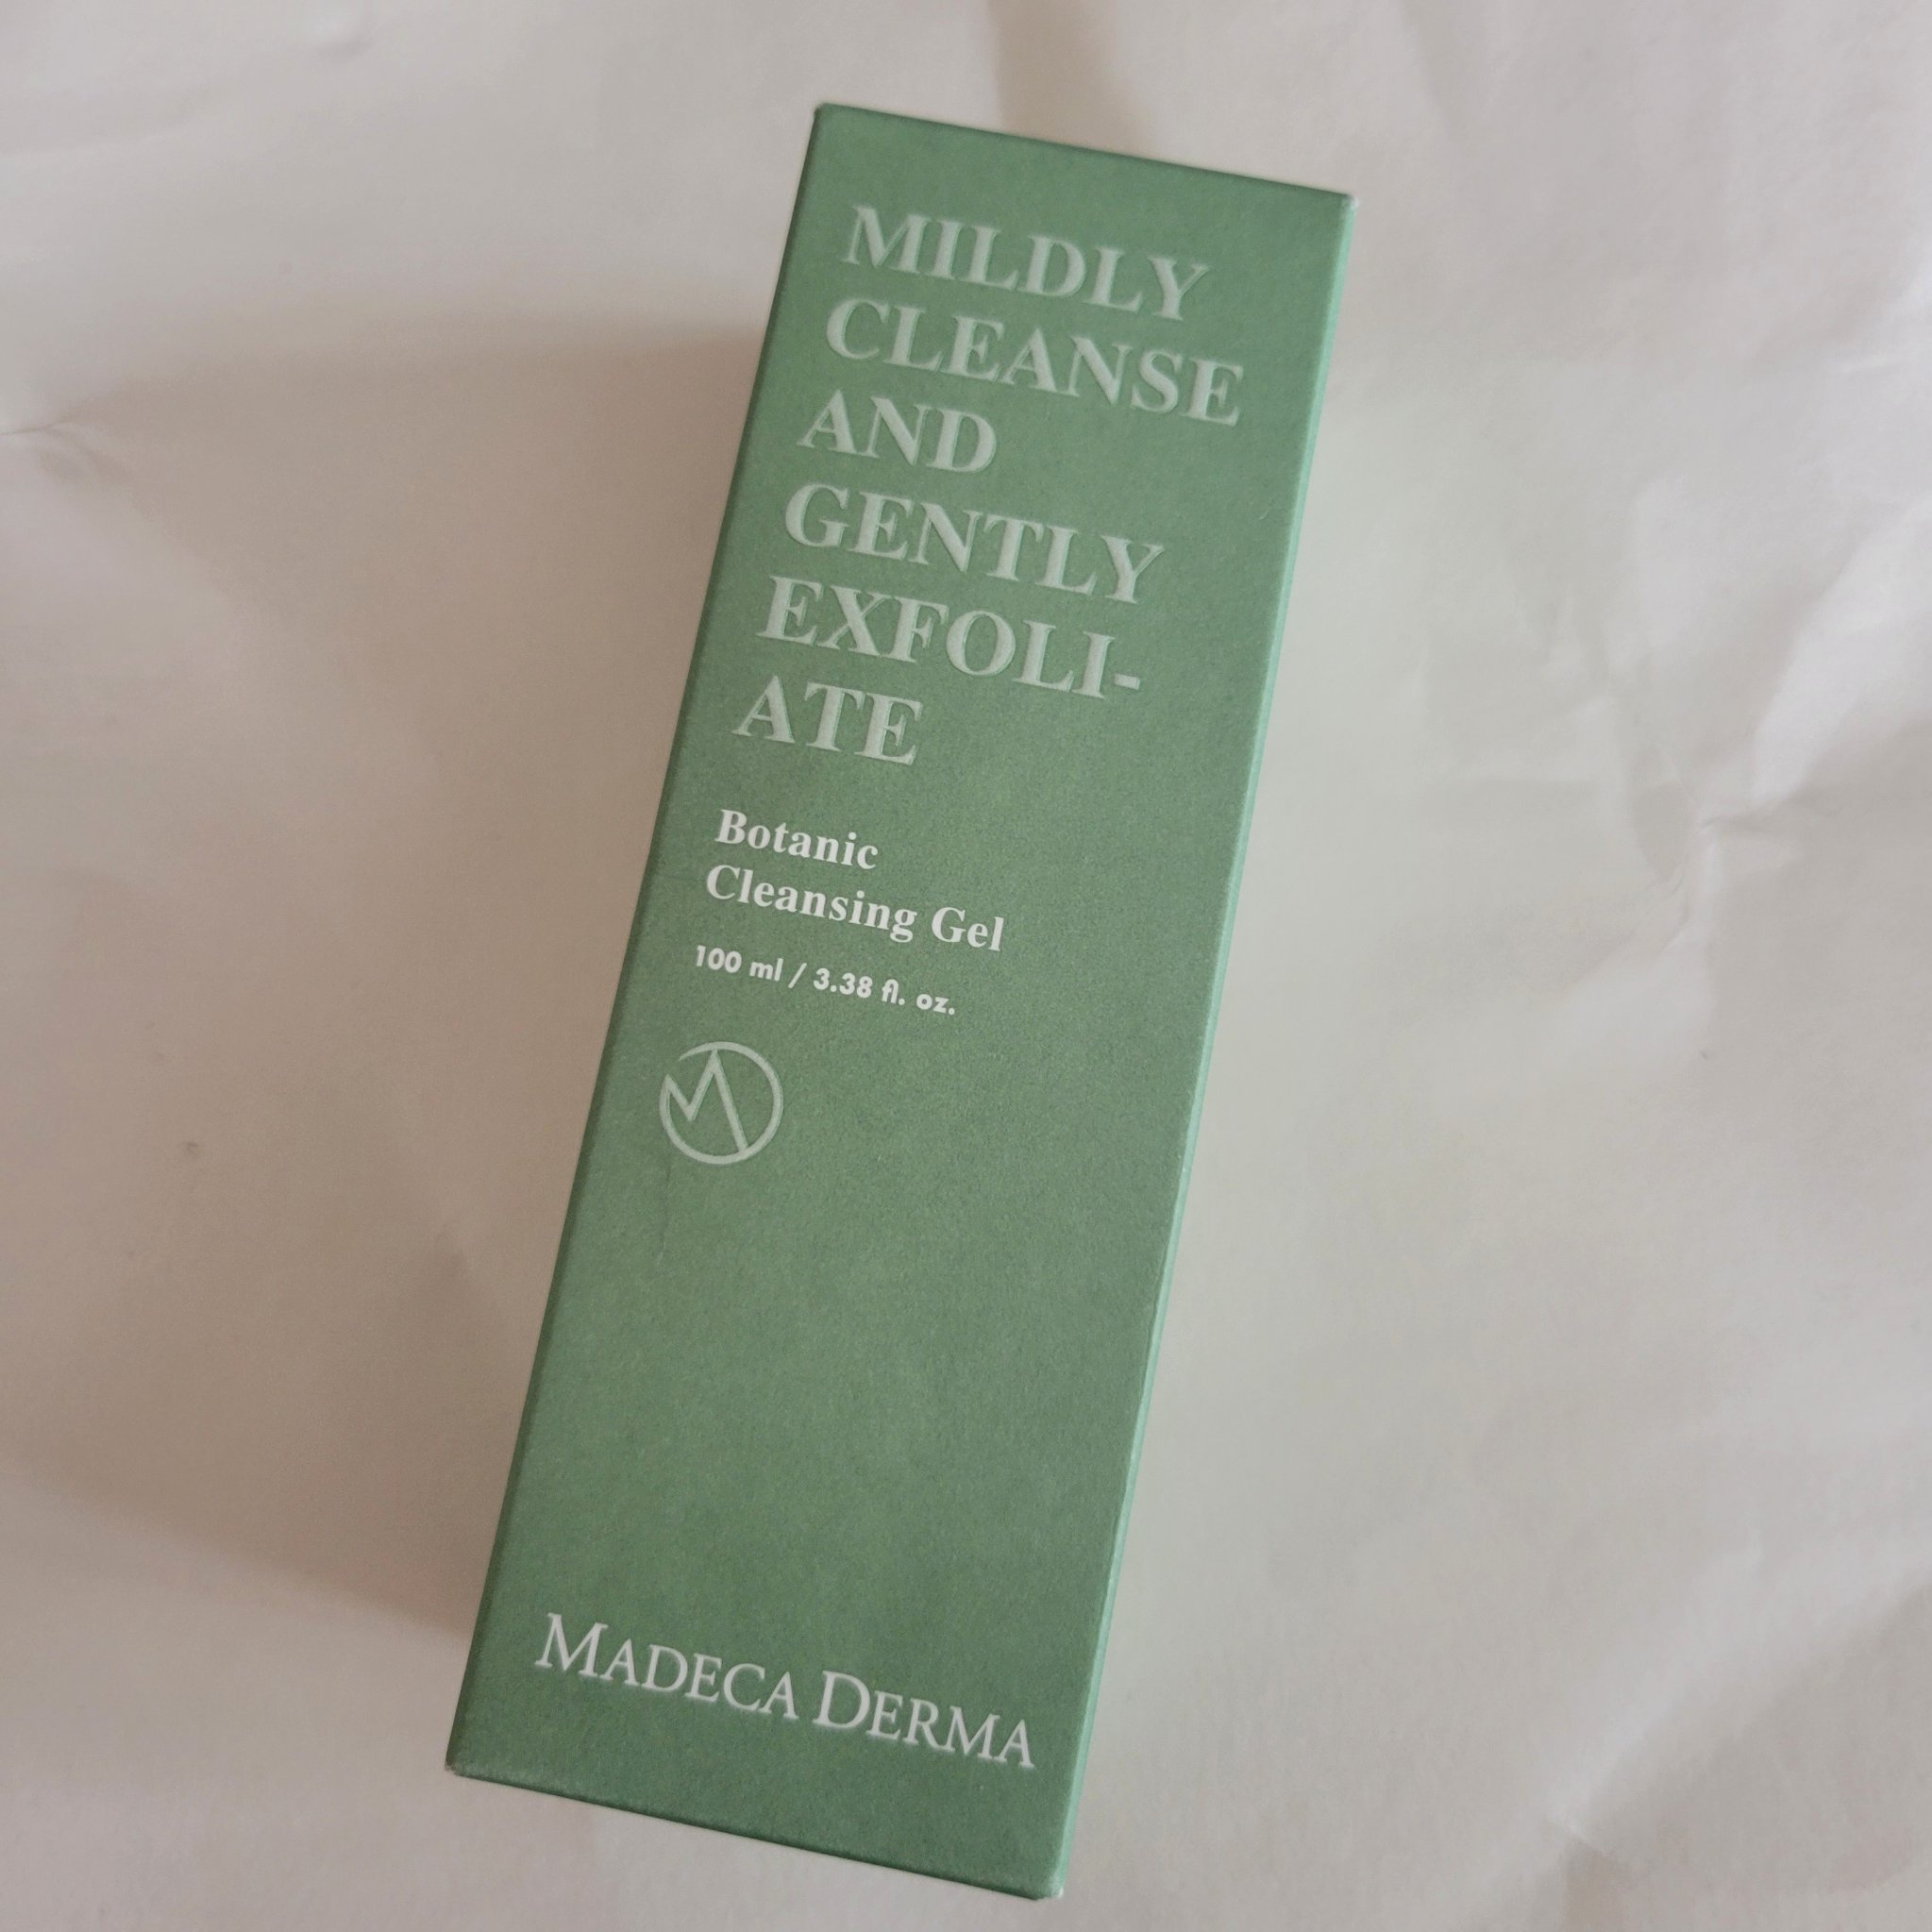 MILDLY
CLEANSE
AND
GENTLY
EXFOLI-
ATE
Botanic
Cleansing Gel
100 ml / 3.38 fl. oz.
MADECA DERMA